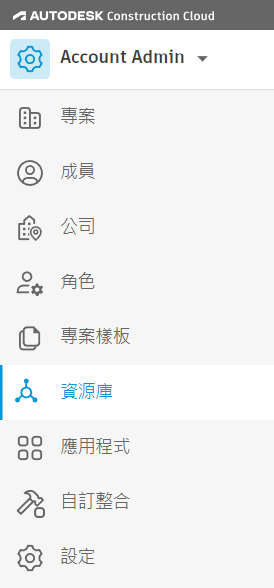 AUTODESK Construction Cloud
Account Admin
專案
成員
公司
角色
專案樣板
資源庫
應用程式
自訂整合
設定